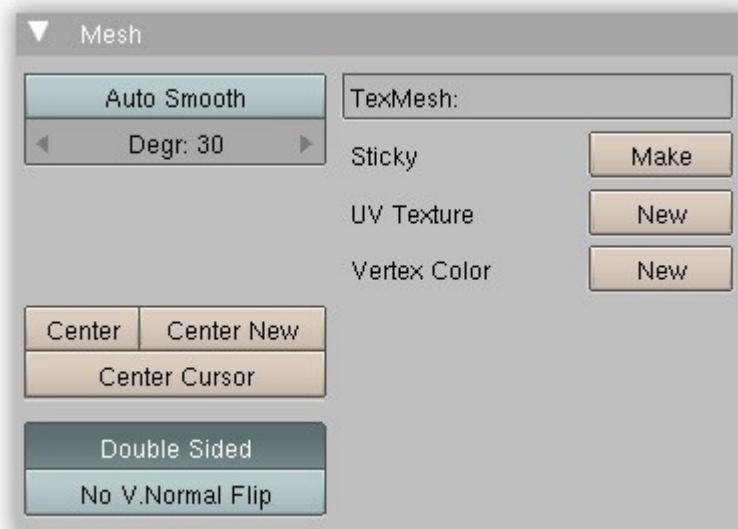 Mesh
Auto Smooth
Degr: 30
TexMesh:
Sticky
Make
UV Texture
New
Vertex Color
New
Center
Center New
Center Cursor
Double Sided
No V.Normal Flip